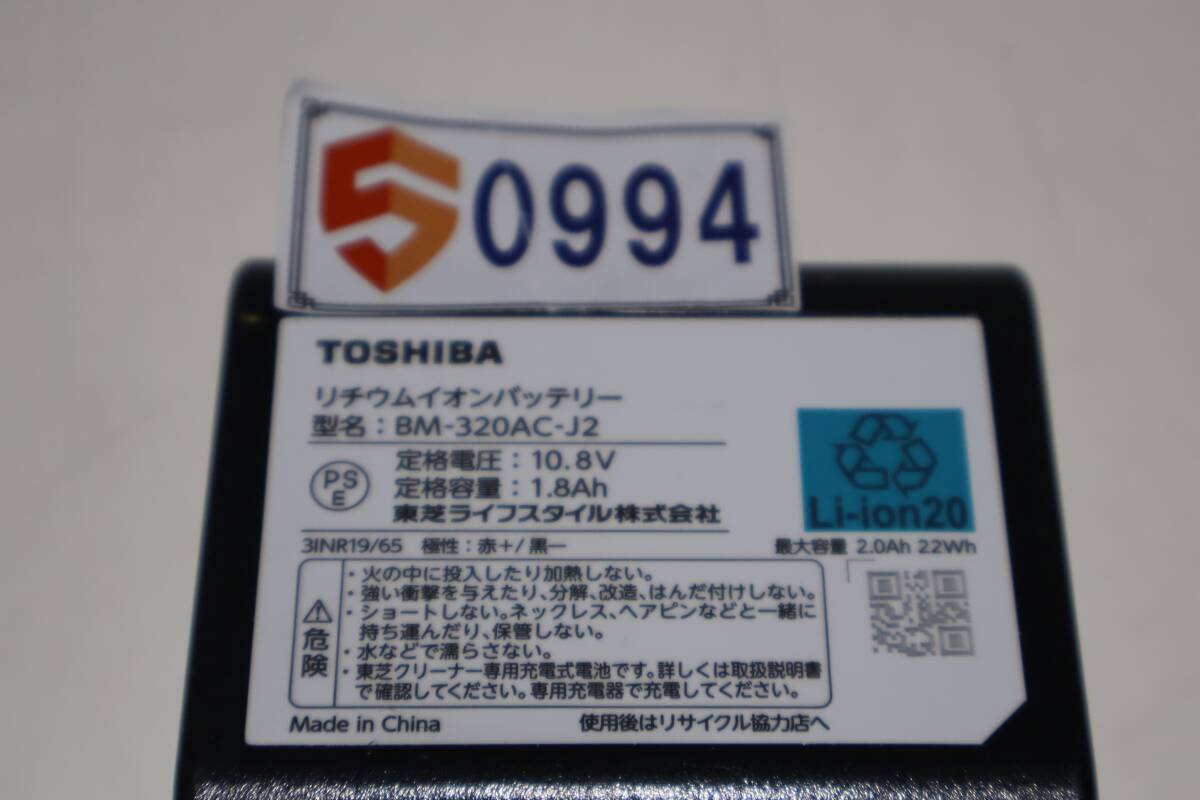 S 0994
TOSHIBA
リチウムイオンバッテリー
型名：BM-320AC-J2
PS
E
定格電圧：10.8V
定格容量：1.8Ah
東芝ライフスタイル株式会社
Li-ion20
3INR19/65 極性：赤＋/黒－
最大容量 2.0Ah 22Wh
危険
・火の中に投入したり加熱しない。
・強い衝撃を与えたり、分解、改造、はんだ付けしない。
・ショートしない。ネックレス、ヘアピンなどと一緒に
持ち運んだり、保管しない。
・水などで濡らさない。
・東芝クリーナー専用充電式電池です。詳しくは取扱説明書
で確認してください。専用充電器で充電してください。
Made in China
使用後はリサイクル協力店へ